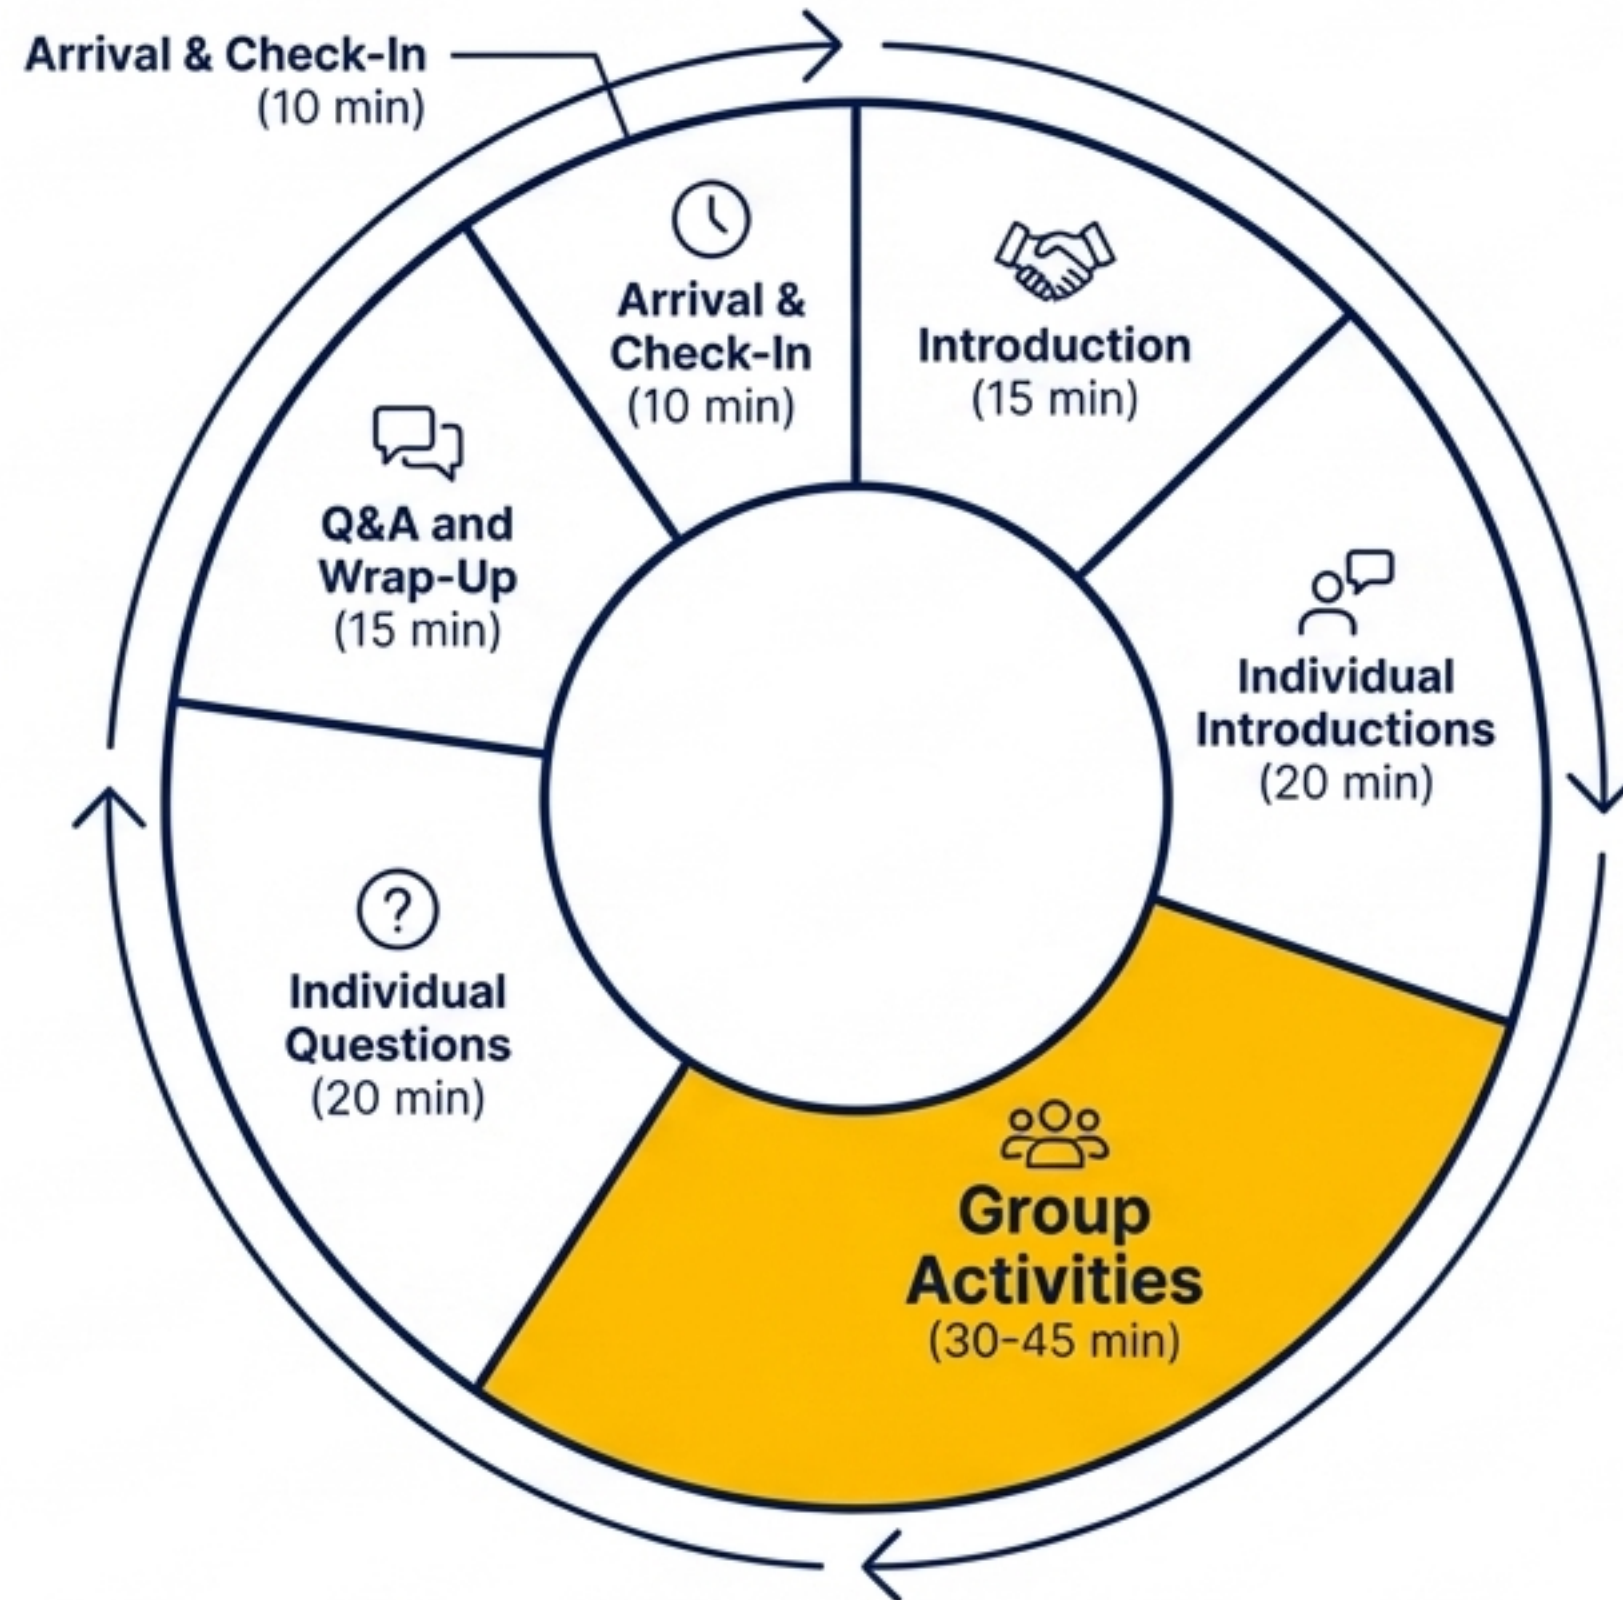 Arrival & Check-In
(10 min)
Arrival &
Check-In
(10 min)
Introduction
(15 min)
Individual
Introductions
(20 min)
Group
Activities
(30-45 min)
?
Individual
Questions
(20 min)
Q&A and
Wrap-Up
(15 min)